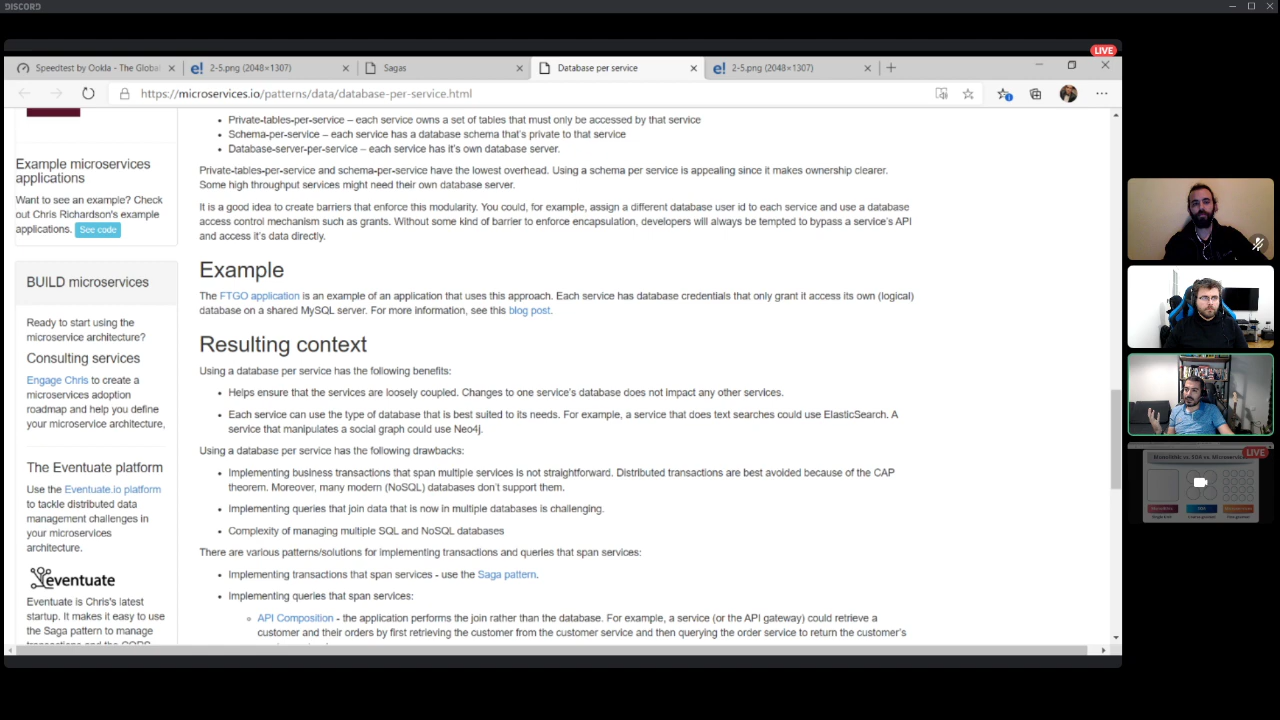 DISCORD
LIVE
Speedtest by Ookla - The Global
2-5.png (2048×1307)
Sagas
Database per service
2-5.png (2048×1307)
https://microservices.io/patterns/data/database-per-service.html
Example microservices
applications
Want to see an example? Check
out Chris Richardson's example
applications. See code
BUILD microservices
Ready to start using the
microservice architecture?
Consulting services
Engage Chris to create a
microservices adoption
roadmap and help you define
your microservice architecture,
The Eventuate platform
Use the Eventuate.io platform
to tackle distributed data
management challenges in
your microservices
architecture.
eventuate
Eventuate is Chris's latest
startup. It makes it easy to use
the Saga pattern to manage
transactions and the CQRS
• Private-tables-per-service – each service owns a set of tables that must only be accessed by that service
• Schema-per-service – each service has a database schema that's private to that service
• Database-server-per-service – each service has it's own database server.
Private-tables-per-service and schema-per-service have the lowest overhead. Using a schema per service is appealing since it makes ownership clearer.
Some high throughput services might need their own database server.
It is a good idea to create barriers that enforce this modularity. You could, for example, assign a different database user id to each service and use a database
access control mechanism such as grants. Without some kind of barrier to enforce encapsulation, developers will always be tempted to bypass a service's API
and access it's data directly.
Example
The FTGO application is an example of an application that uses this approach. Each service has database credentials that only grant it access its own (logical)
database on a shared MySQL server. For more information, see this blog post.
Resulting context
Using a database per service has the following benefits:
• Helps ensure that the services are loosely coupled. Changes to one service's database does not impact any other services.
• Each service can use the type of database that is best suited to its needs. For example, a service that does text searches could use ElasticSearch. A
service that manipulates a social graph could use Neo4j.
Using a database per service has the following drawbacks:
• Implementing business transactions that span multiple services is not straightforward. Distributed transactions are best avoided because of the CAP
theorem. Moreover, many modern (NoSQL) databases don't support them.
• Implementing queries that join data that is now in multiple databases is challenging.
• Complexity of managing multiple SQL and NoSQL databases
There are various patterns/solutions for implementing transactions and queries that span services:
• Implementing transactions that span services - use the Saga pattern.
• Implementing queries that span services:
◦ API Composition - the application performs the join rather than the database. For example, a service (or the API gateway) could retrieve a
customer and their orders by first retrieving the customer from the customer service and then querying the order service to return the customer's
LIVE
Monolithic vs. SOA vs. Microservices